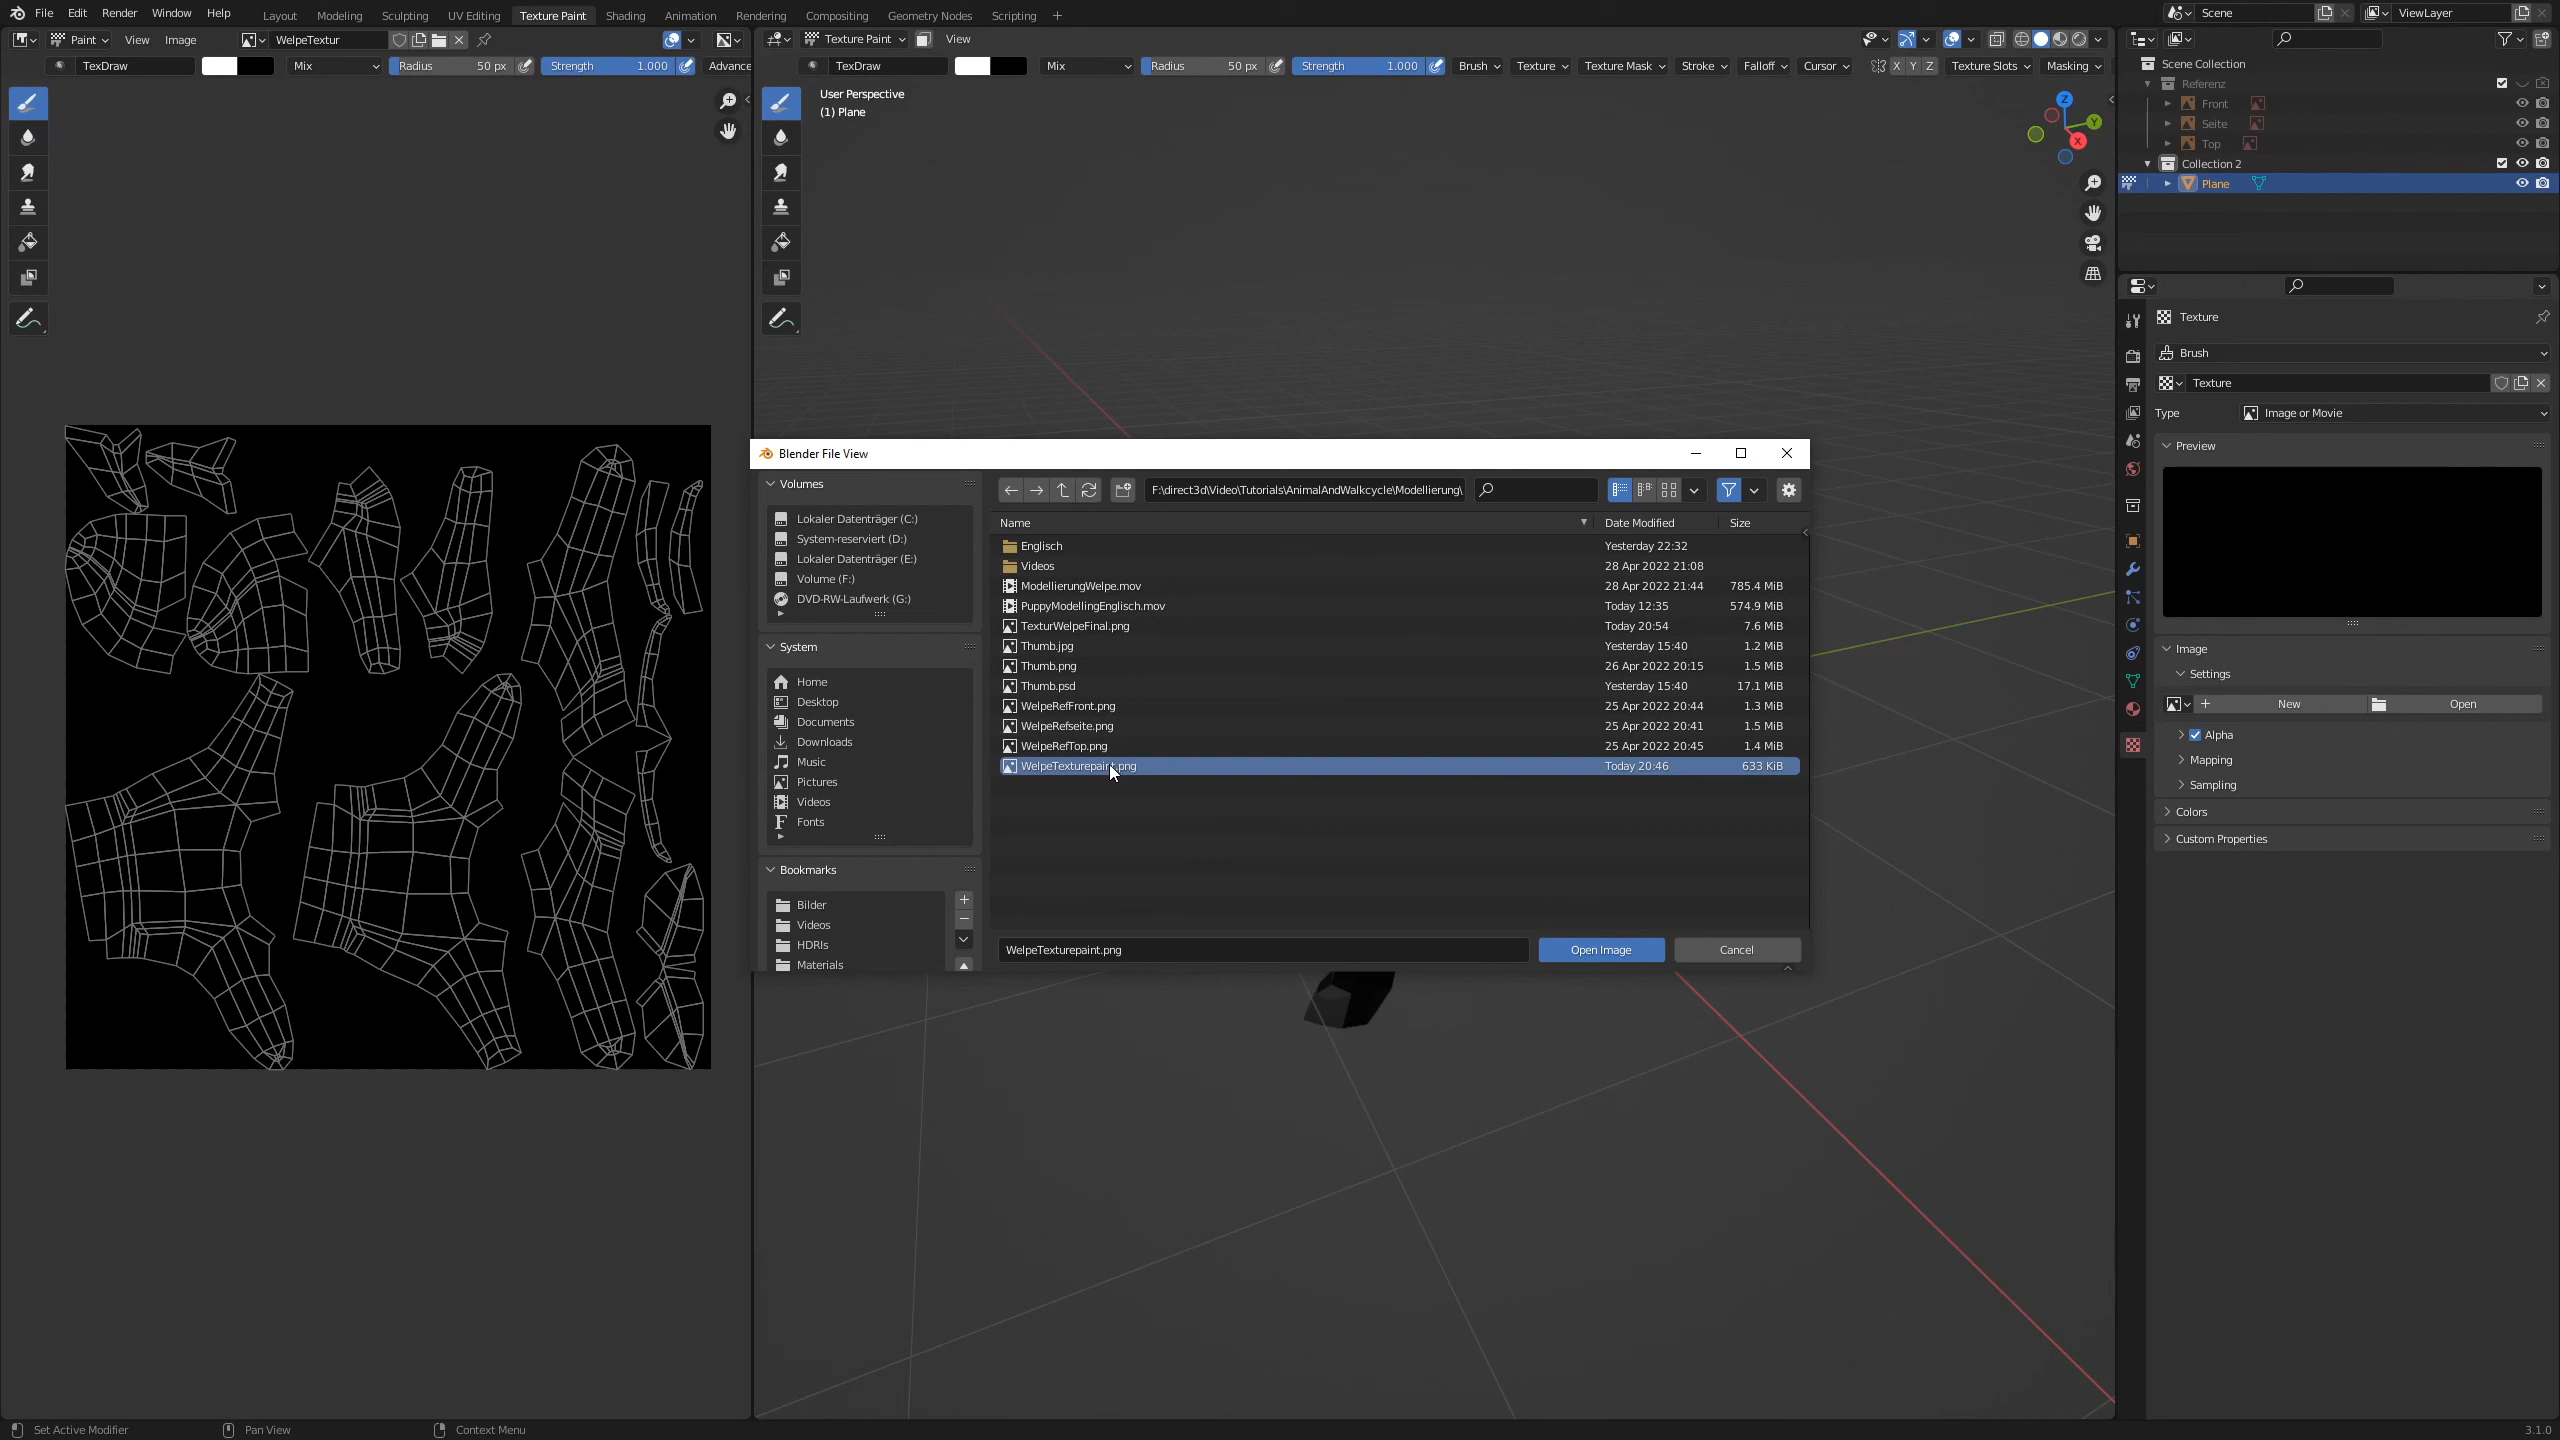 File Edit Render Window Help Layout Modeling Sculpting UV Editing Texture Paint Shading Animation Rendering Compositing Geometry Nodes Scripting + Scene ViewLayer
Paint View Image WelpeTextur Texture Paint View
TexDraw Mix Radius 50 px Strength 1.000 Advance TexDraw Mix Radius 50 px Strength 1.000 Brush Texture Texture Mask Stroke Falloff Cursor X Y Z Texture Slots Masking
User Perspective
(1) Plane
Z
Y
X
Scene Collection
Referenz
Front
Seite
Top
Collection 2
Plane
Texture
Brush
Texture
Type Image or Movie
Preview
Image
Settings
New Open
Alpha
Mapping
Sampling
Colors
Custom Properties
Blender File View
Volumes
Lokaler Datenträger (C:)
System-reserviert (D:)
Lokaler Datenträger (E:)
Volume (F:)
DVD-RW-Laufwerk (G:)
System
Home
Desktop
Documents
Downloads
Music
Pictures
Videos
Fonts
Bookmarks
Bilder
Videos
HDRIs
Materials
F:\direct3d\Video\Tutorials\AnimalAndWalkcycle\Modellierung\
Name Date Modified Size
Englisch Yesterday 22:32
Videos 28 Apr 2022 21:08
ModellierungWelpe.mov 28 Apr 2022 21:44 785.4 MiB
PuppyModellingEnglisch.mov Today 12:35 574.9 MiB
TexturWelpeFinal.png Today 20:54 7.6 MiB
Thumb.jpg Yesterday 15:40 1.2 MiB
Thumb.png 26 Apr 2022 20:15 1.5 MiB
Thumb.psd Yesterday 15:40 17.1 MiB
WelpeRefFront.png 25 Apr 2022 20:44 1.3 MiB
WelpeRefseite.png 25 Apr 2022 20:41 1.5 MiB
WelpeRefTop.png 25 Apr 2022 20:45 1.4 MiB
WelpeTexturepaint.png Today 20:46 633 KiB
WelpeTexturepaint.png Open Image Cancel
Set Active Modifier Pan View Context Menu 3.1.0